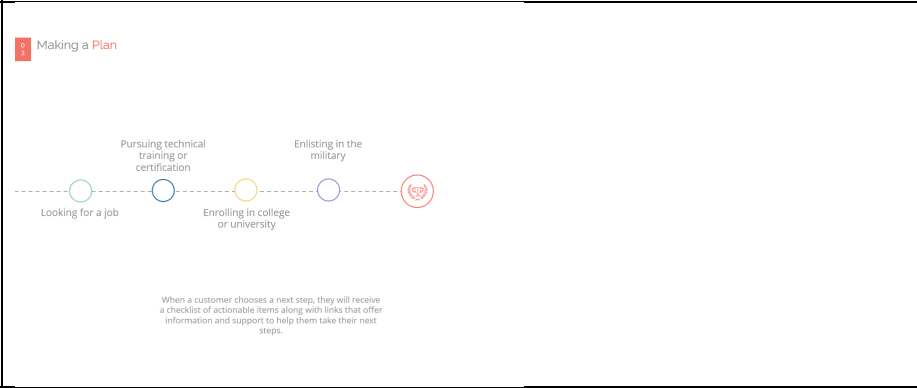 03
Making a Plan
Pursuing technical
training or
certification
Enlisting in the
military
Looking for a job
Enrolling in college
or university
When a customer chooses a next step, they will receive
a checklist of actionable items along with links that offer
information and support to help them take their next
steps.